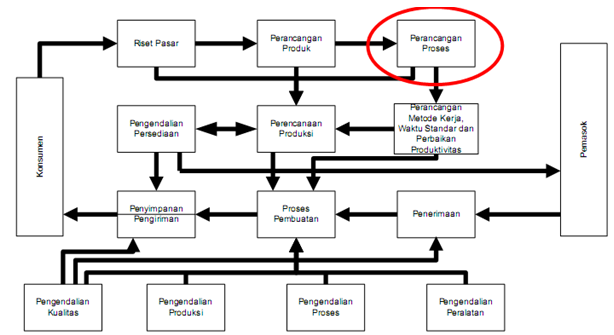 Riset Pasar
Perancangan
Produk
Perancangan
Proses
Konsumen
Pengendalian
Persediaan
Perencanaan
Produksi
Perancangan
Metode Kerja,
Waktu Standar dan
Perbaikan
Produktivitas
Pemasok
Penyimpanan
Pengiriman
Proses
Pembuatan
Penerimaan
Pengendalian
Kualitas
Pengendalian
Produksi
Pengendalian
Proses
Pengendalian
Peralatan